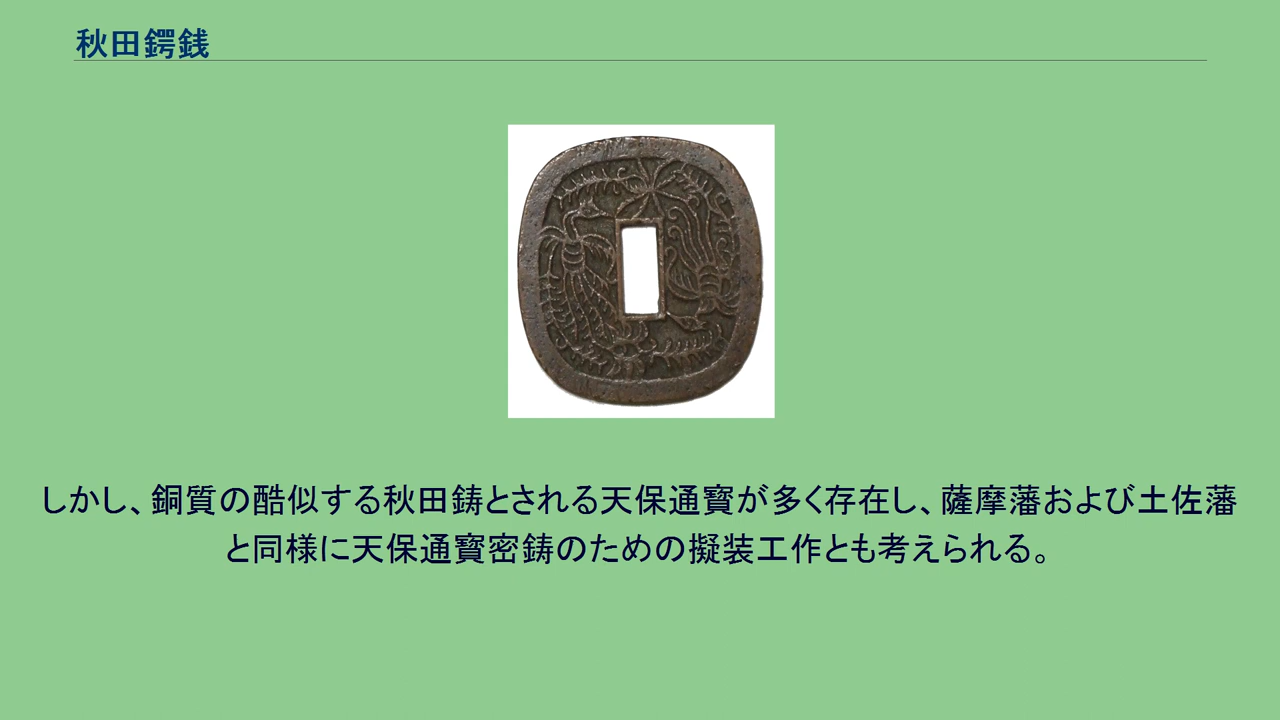 秋田鍔銭
しかし、銅質の酷似する秋田鋳とされる天保通寳が多く存在し、薩摩藩および土佐藩
と同様に天保通寳密鋳のための擬装工作とも考えられる。